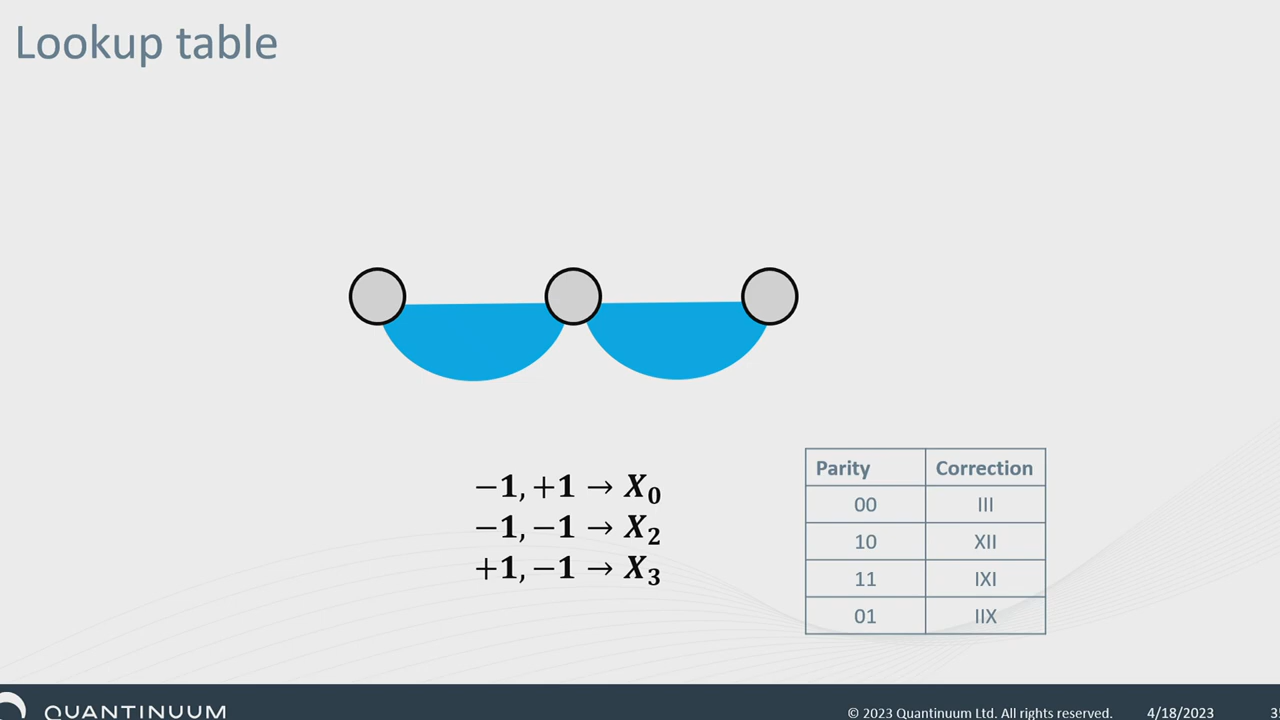 Lookup table
−1, +1 → X₀
−1, −1 → X₂
+1, −1 → X₃
Parity Correction
00 III
10 XII
11 IXI
01 IIX
QUANTINUUM
© 2023 Quantinuum Ltd. All rights reserved. 4/18/2023